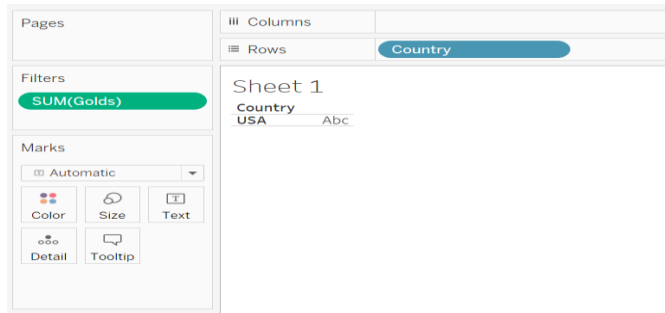 Pages
Columns
Rows
Country
Filters
SUM(Golds)
Marks
Automatic
Color
Size
Text
Detail
Tooltip
Sheet 1
Country
USA Abc